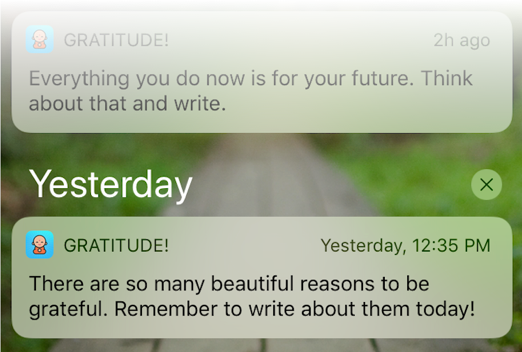 GRATITUDE! 2h ago
Everything you do now is for your future. Think
about that and write.
Yesterday
GRATITUDE! Yesterday, 12:35 PM
There are so many beautiful reasons to be
grateful. Remember to write about them today!